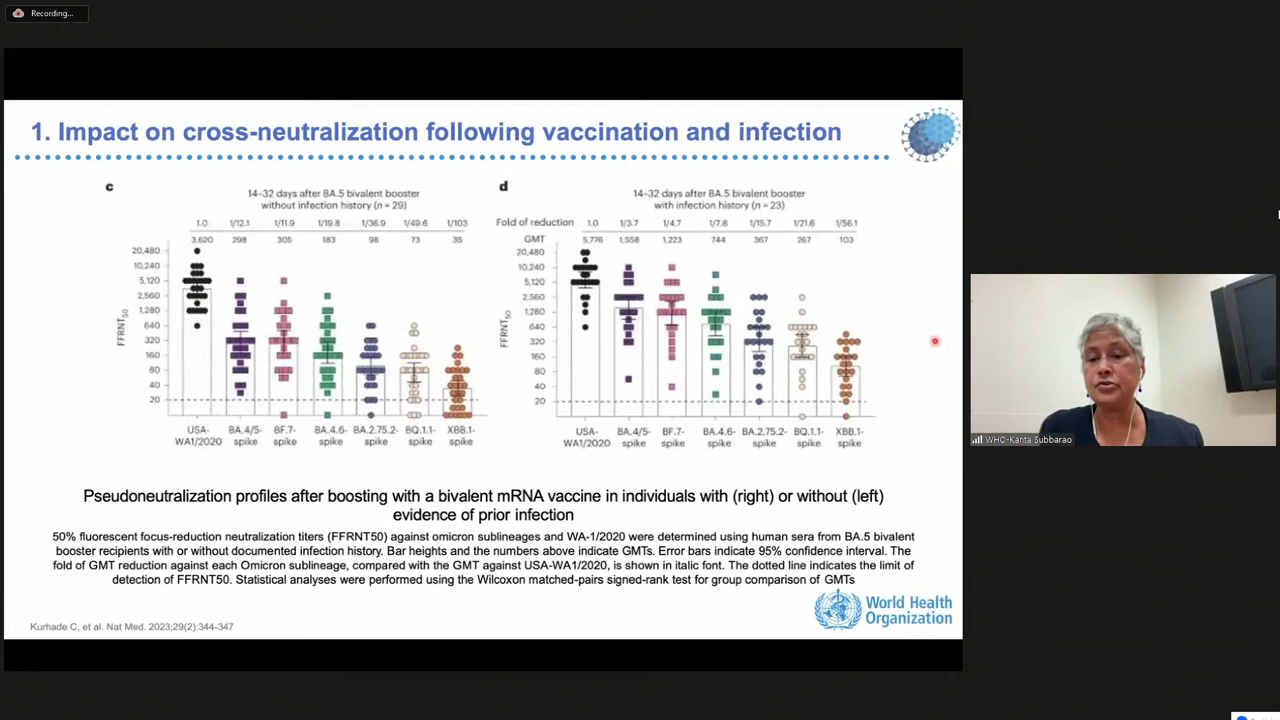 Recording...
1. Impact on cross-neutralization following vaccination and infection
c
14–32 days after BA.5 bivalent booster
without infection history (n = 29)
1.0 1/12.1 1/11.9 1/19.8 1/36.9 1/49.6 1/103
3,620 298 305 183 98 73 35
20,480
10,240
5,120
2,560
1,280
640
320
160
80
40
20
FFRNT50
USA-WA1/2020 BA.4/5-spike BF.7-spike BA.4.6-spike BA.2.75.2-spike BQ.1.1-spike XBB.1-spike
d
14–32 days after BA.5 bivalent booster
with infection history (n = 23)
Fold of reduction 1.0 1/3.7 1/4.7 1/7.8 1/15.7 1/21.6 1/56.1
GMT 5,776 1,558 1,223 744 367 267 103
20,480
10,240
5,120
2,560
1,280
640
320
160
80
40
20
FFRNT50
USA-WA1/2020 BA.4/5-spike BF.7-spike BA.4.6-spike BA.2.75.2-spike BQ.1.1-spike XBB.1-spike
Pseudoneutralization profiles after boosting with a bivalent mRNA vaccine in individuals with (right) or without (left)
evidence of prior infection
50% fluorescent focus-reduction neutralization titers (FFRNT50) against omicron sublineages and WA-1/2020 were determined using human sera from BA.5 bivalent
booster recipients with or without documented infection history. Bar heights and the numbers above indicate GMTs. Error bars indicate 95% confidence interval. The
fold of GMT reduction against each Omicron sublineage, compared with the GMT against USA-WA1/2020, is shown in italic font. The dotted line indicates the limit of
detection of FFRNT50. Statistical analyses were performed using the Wilcoxon matched-pairs signed-rank test for group comparison of GMTs
World Health
Organization
Kurhade C, et al. Nat Med. 2023;29(2):344-347
WHO-Kanta Subbarao